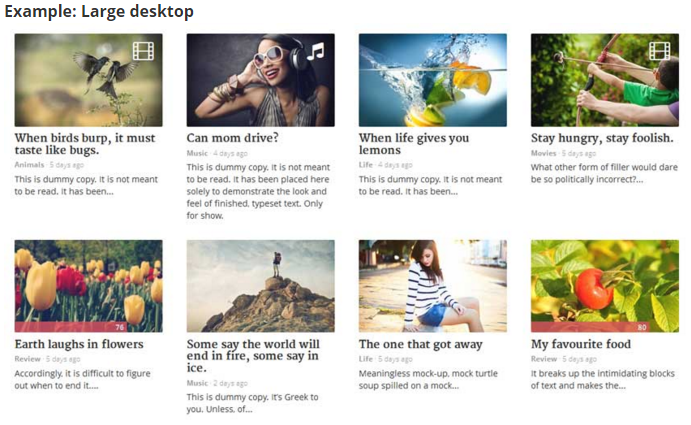 Example: Large desktop
When birds burp, it must
taste like bugs.
Animals · 5 days ago
This is dummy copy. It is not meant
to be read. It has been...
Can mom drive?
Music · 4 days ago
This is dummy copy. It is not meant
to be read. It has been placed here
solely to demonstrate the look and
feel of finished, typeset text. Only
for show.
When life gives you
lemons
Life · 4 days ago
This is dummy copy. It is not meant
to be read. It has been...
Stay hungry, stay foolish.
Movies · 5 days ago
What other form of filler would dare
be so politically incorrect?...
76
Earth laughs in flowers
Review · 5 days ago
Accordingly, it is difficult to figure
out when to end it....
Some say the world will
end in fire, some say in
ice.
Music · 2 days ago
This is dummy copy. It's Greek to
you. Unless, of...
The one that got away
Life · 5 days ago
Meaningless mock-up, mock turtle
soup spilled on a mock...
80
My favourite food
Review · 5 days ago
It breaks up the intimidating blocks
of text and makes the...